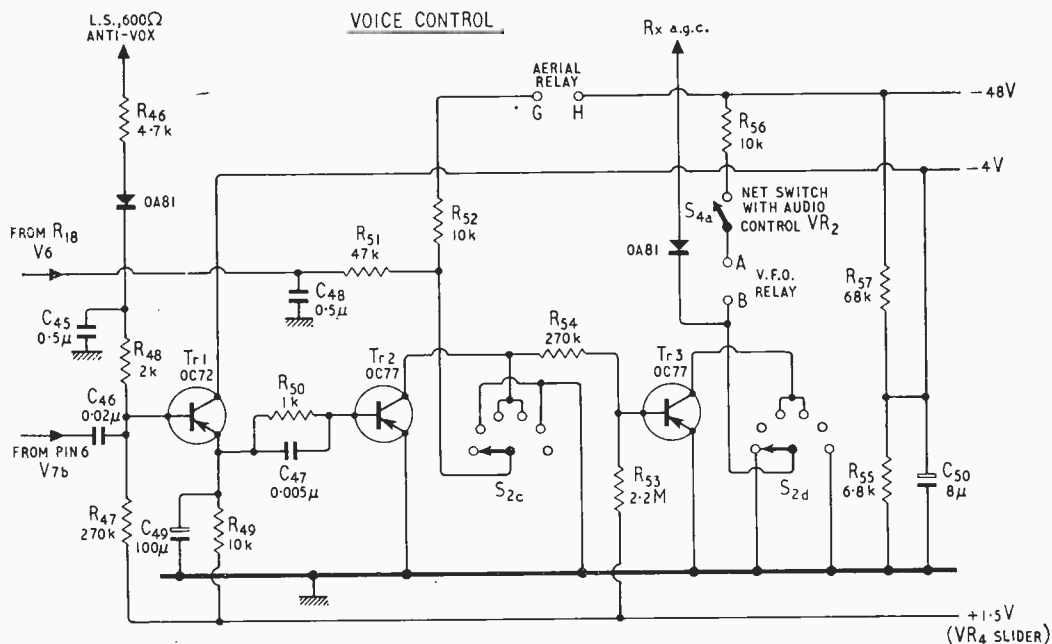 VOICE CONTROL
L.S.,600Ω
ANTI-VOX
Rx a.g.c.
AERIAL
RELAY
G H
-48V
R46
4·7k
R56
10k
-4V
OA81
R52
10k
S4a
NET SWITCH
WITH AUDIO
CONTROL VR2
FROM R18
V6
R51
47k
OA81
A
V.F.O.
RELAY
B
R57
68k
C48
0·5μ
C45
0·5μ
R48
2k
Tr1
OC72
R50
1k
Tr2
OC77
R54
270k
Tr3
OC77
C46
0·02μ
FROM PIN 6
V7b
C47
0·005μ
S2c
R53
2·2M
S2d
R55
6·8k
C50
8μ
R47
270k
C49
100μ
R49
10k
+1·5V
(VR4 SLIDER)